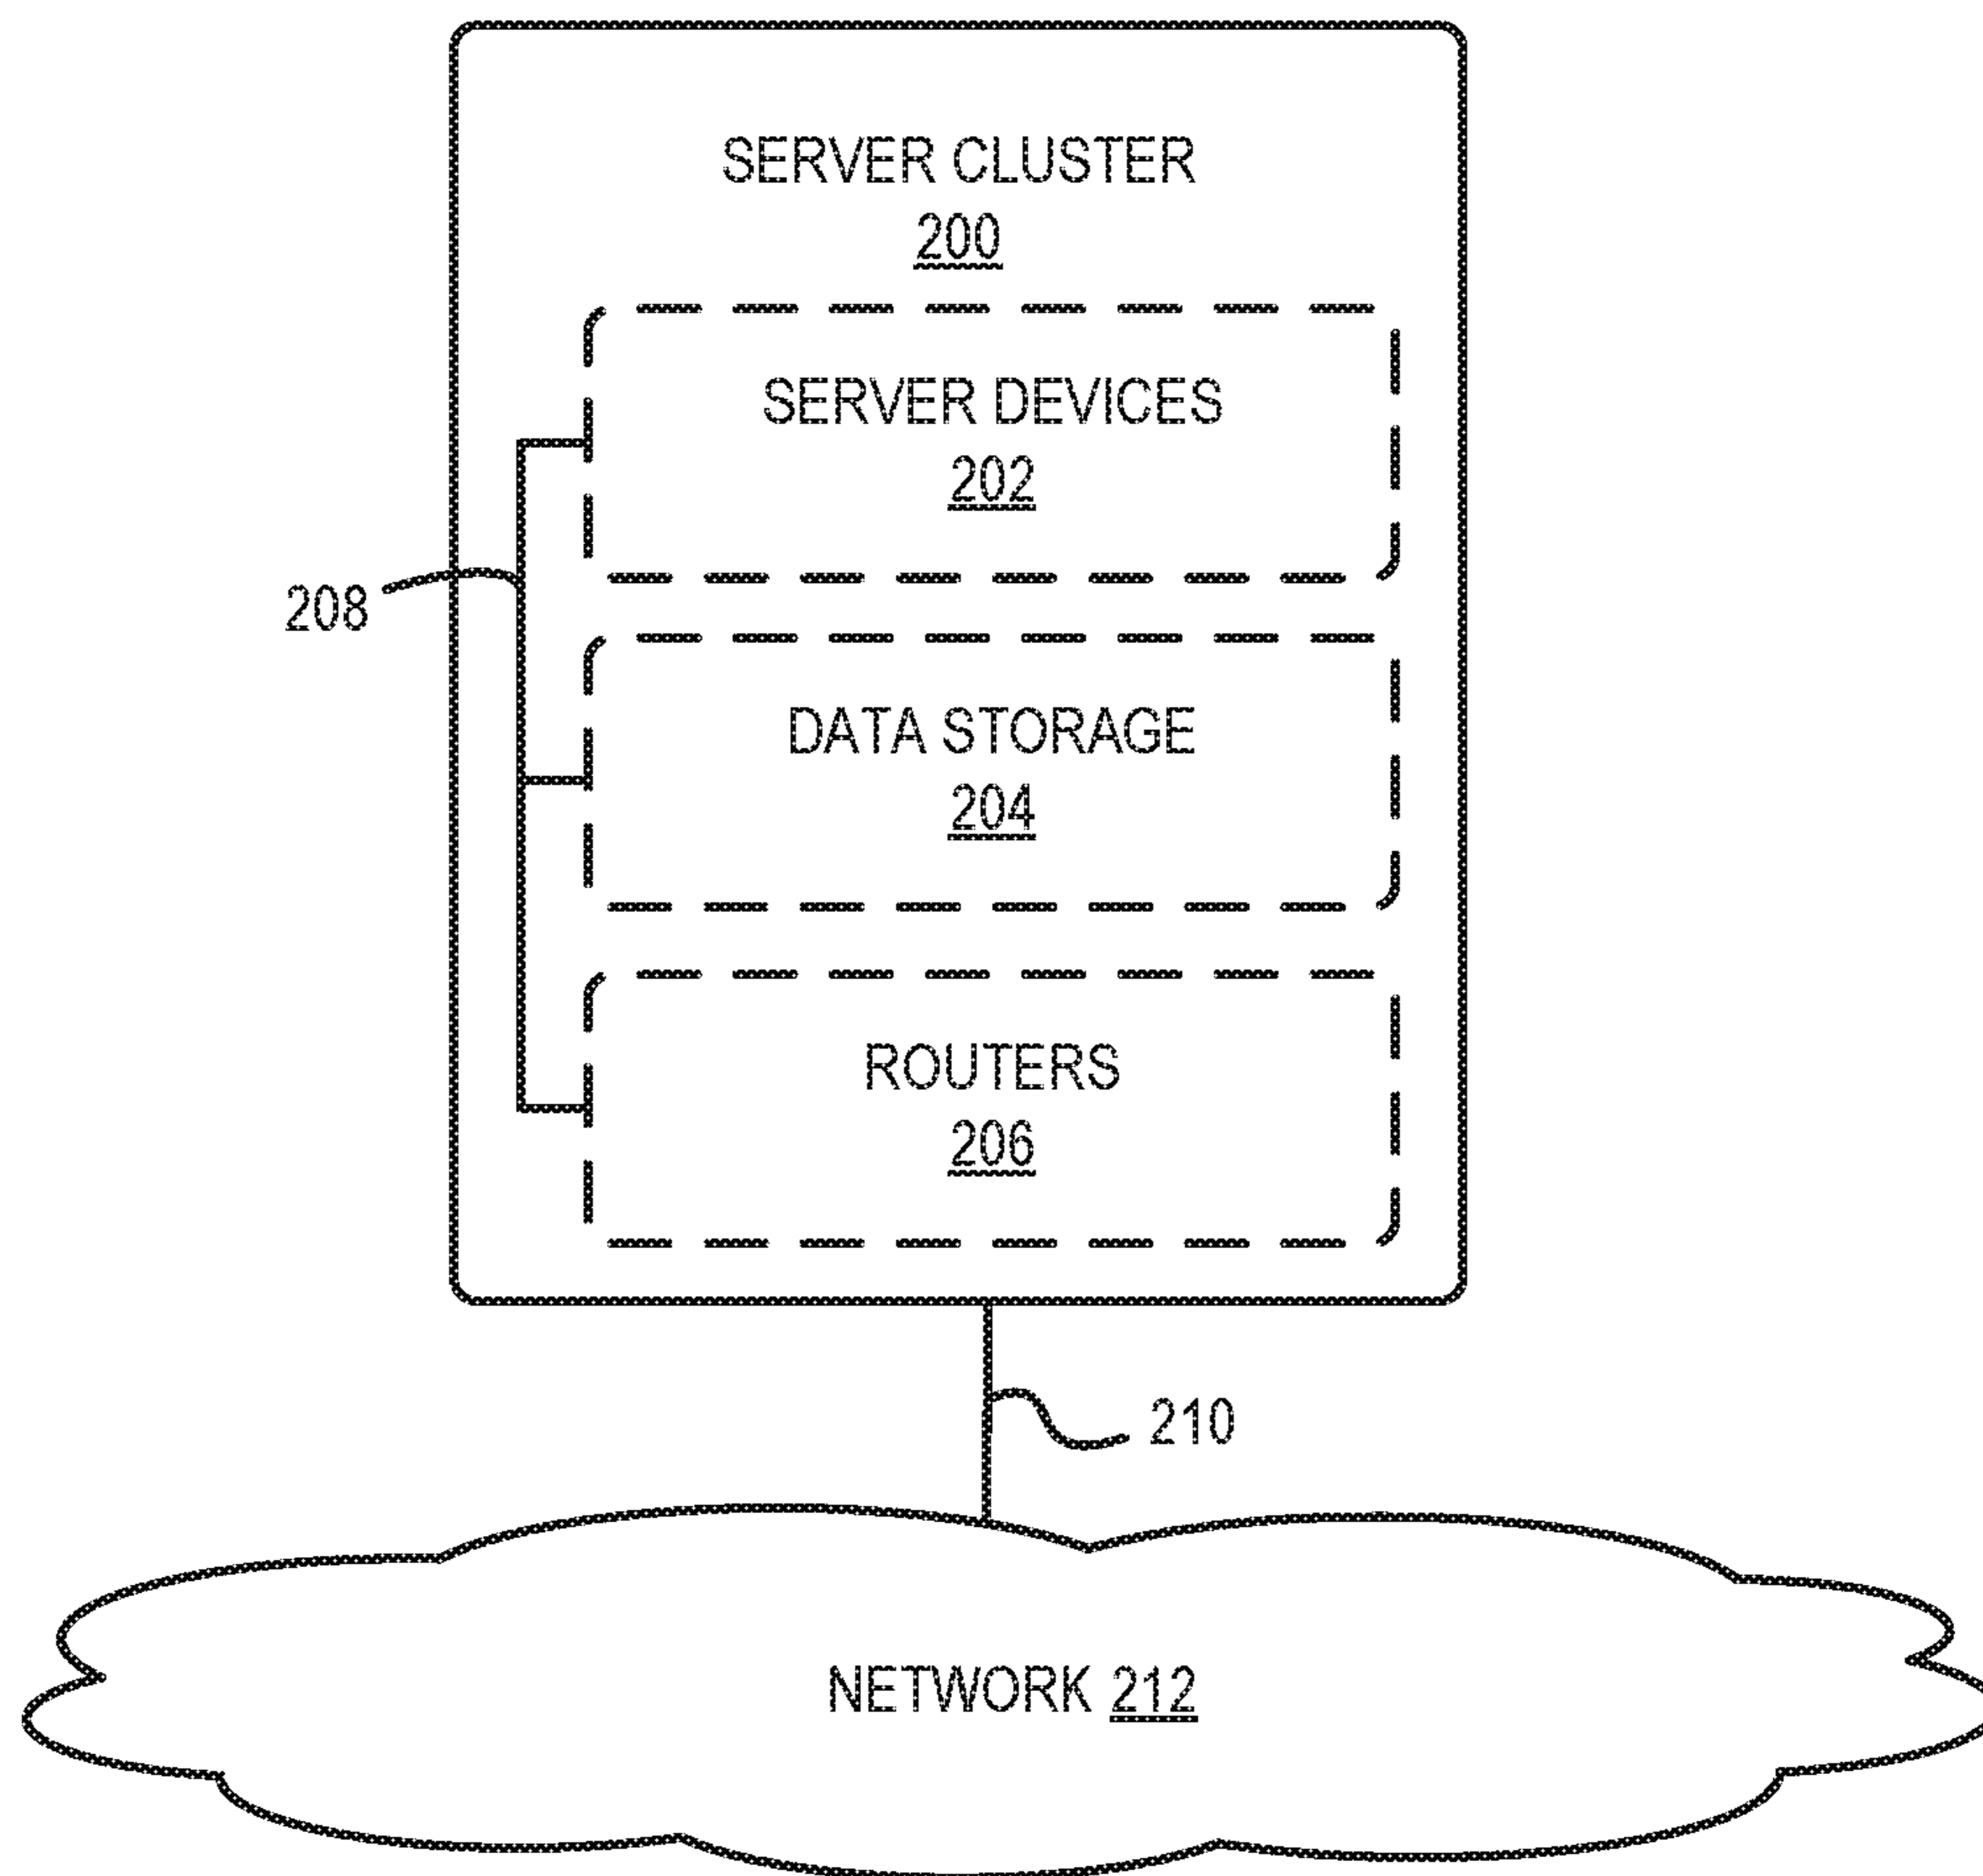 SERVER CLUSTER
200
SERVER DEVICES
202
208
DATA STORAGE
204
ROUTERS
206
210
NETWORK 212